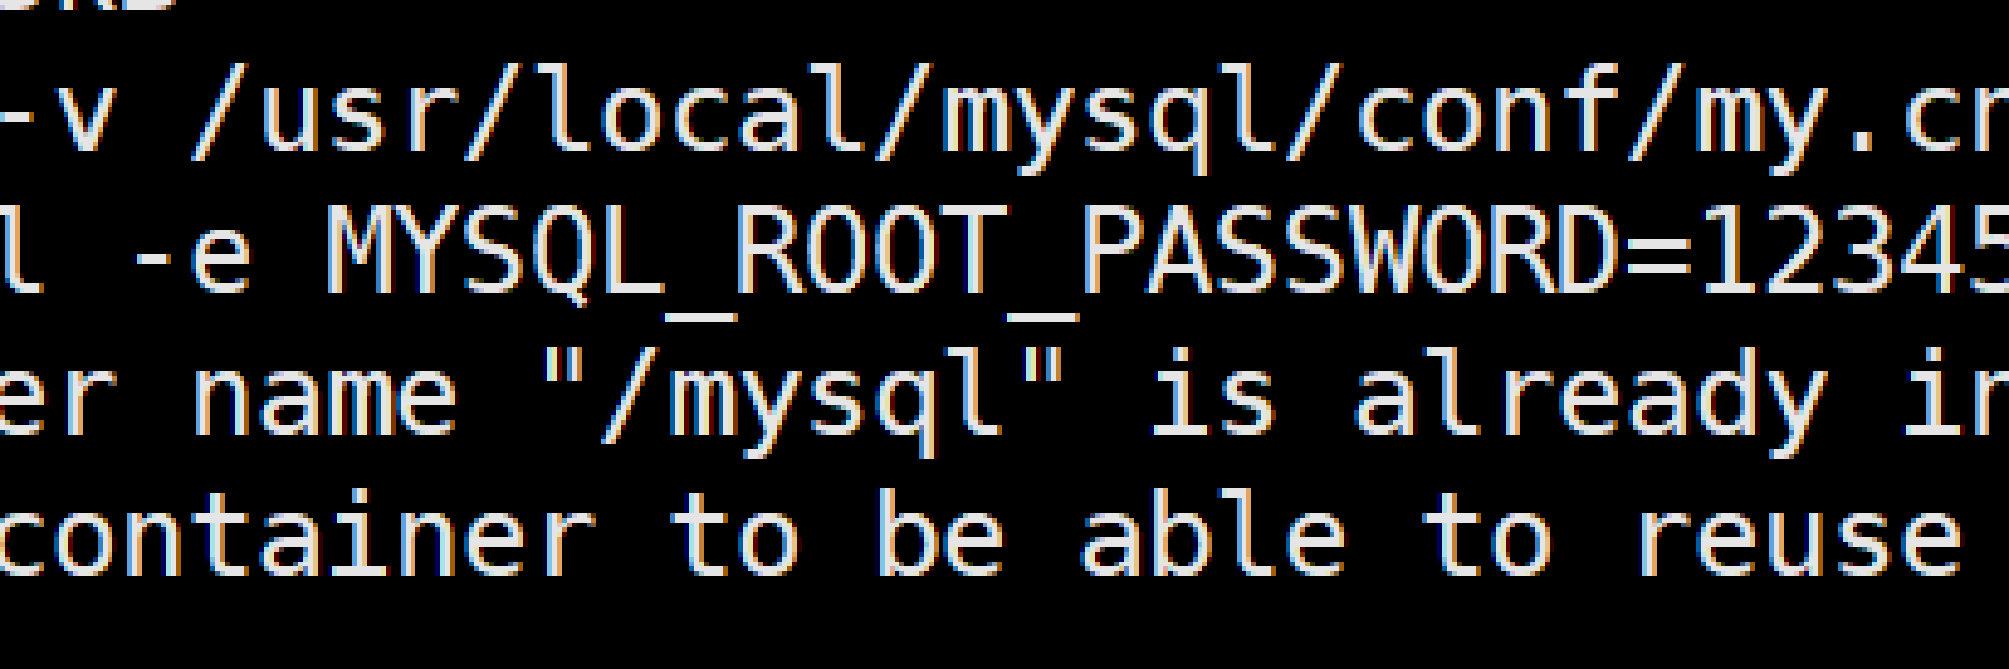 -v /usr/local/mysql/conf/my.cn
l -e MYSQL_ROOT_PASSWORD=12345
er name "/mysql" is already in
container to be able to reuse